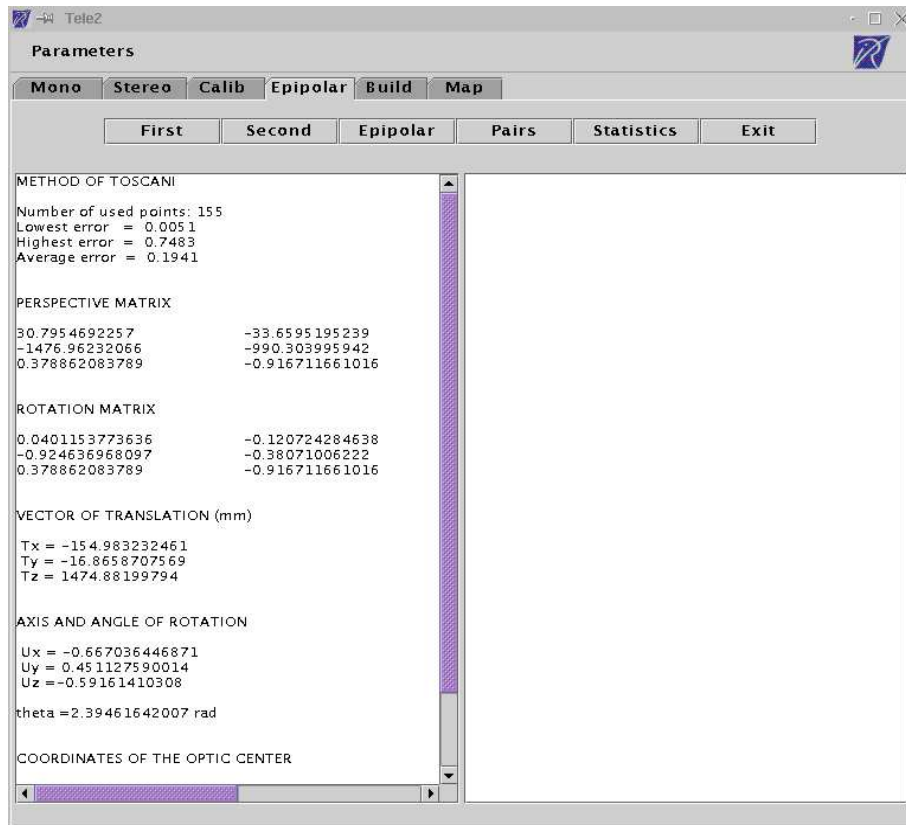 Tele2
Parameters
Mono Stereo Calib Epipolar Build Map
First Second Epipolar Pairs Statistics Exit
METHOD OF TOSCANI
Number of used points: 155
Lowest error = 0.0051
Highest error = 0.7483
Average error = 0.1941
PERSPECTIVE MATRIX
30.7954692257 -33.6595195239
-1476.96232066 -990.303995942
0.378862083789 -0.916711661016
ROTATION MATRIX
0.0401153773636 -0.120724284638
-0.924636968097 -0.38071006222
0.378862083789 -0.916711661016
VECTOR OF TRANSLATION (mm)
Tx = -154.983232461
Ty = -16.8658707569
Tz = 1474.88199794
AXIS AND ANGLE OF ROTATION
Ux = -0.667036446871
Uy = 0.451127590014
Uz =-0.59161410308
theta =2.39461642007 rad
COORDINATES OF THE OPTIC CENTER